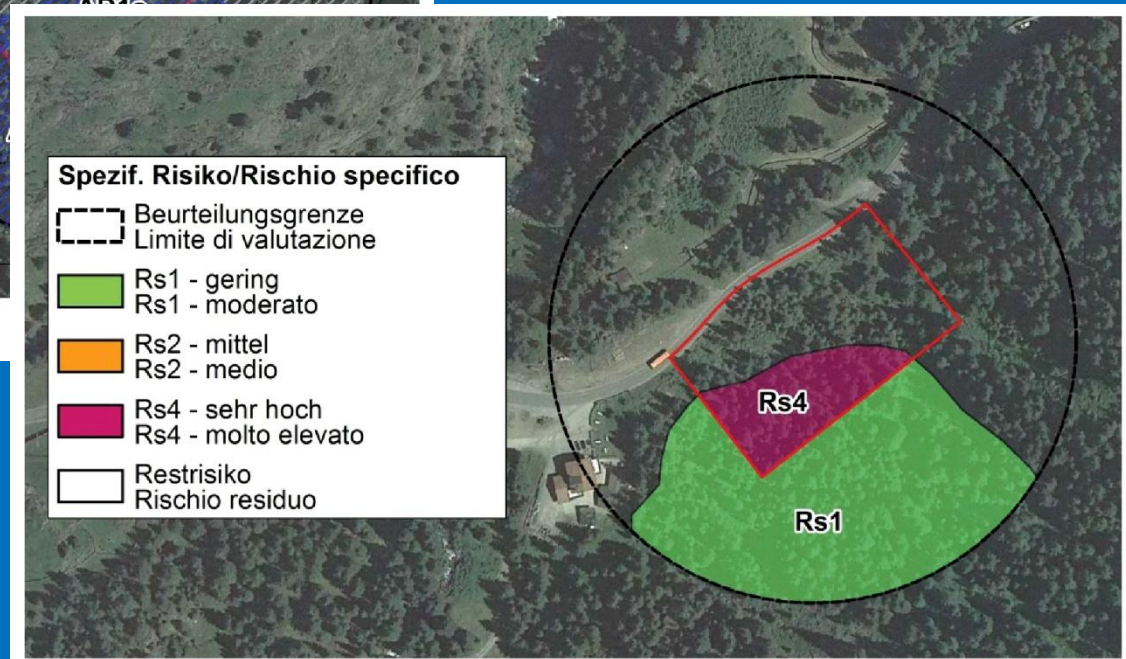 Spezif. Risiko/Rischio specifico
Beurteilungsgrenze
Limite di valutazione
Rs1 - gering
Rs1 - moderato
Rs2 - mittel
Rs2 - medio
Rs4 - sehr hoch
Rs4 - molto elevato
Restrisiko
Rischio residuo
Rs4
Rs1